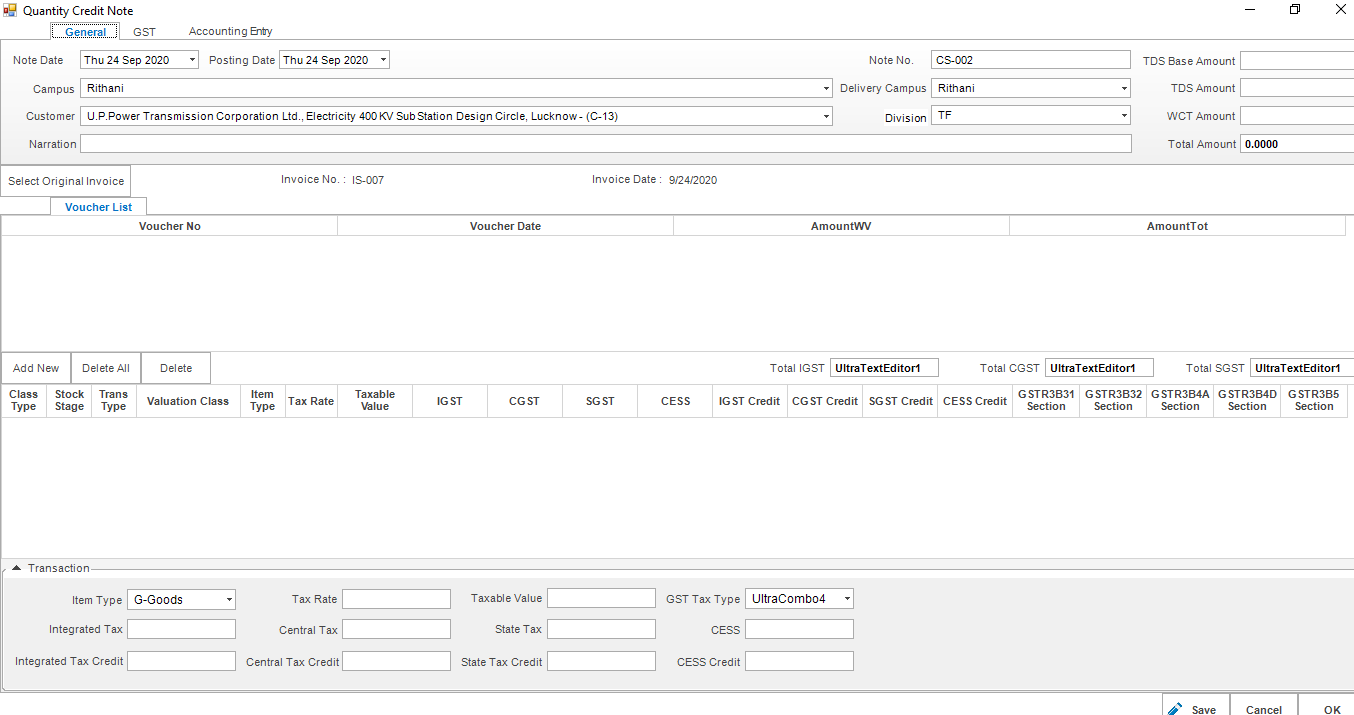 Quantity Credit Note
General GST Accounting Entry
Note Date Thu 24 Sep 2020 Posting Date Thu 24 Sep 2020 Note No. CS-002 TDS Base Amount
Campus Rithani Delivery Campus Rithani TDS Amount
Customer U.P.Power Transmission Corporation Ltd., Electricity 400 KV Sub Station Design Circle, Lucknow - (C-13) Division TF WCT Amount
Narration Total Amount 0.0000
Select Original Invoice Invoice No. : IS-007 Invoice Date : 9/24/2020
Voucher List
Voucher No Voucher Date AmountWV AmountTot
Add New Delete All Delete Total IGST UltraTextEditor1 Total CGST UltraTextEditor1 Total SGST UltraTextEditor1
Class Type Stock Stage Trans Type Valuation Class Item Type Tax Rate Taxable Value IGST CGST SGST CESS IGST Credit CGST Credit SGST Credit CESS Credit GSTR3B31 Section GSTR3B32 Section GSTR3B4A Section GSTR3B4D Section GSTR3B5 Section
Transaction
Item Type G-Goods Tax Rate Taxable Value GST Tax Type UltraCombo4
Integrated Tax Central Tax State Tax CESS
Integrated Tax Credit Central Tax Credit State Tax Credit CESS Credit
Save Cancel OK